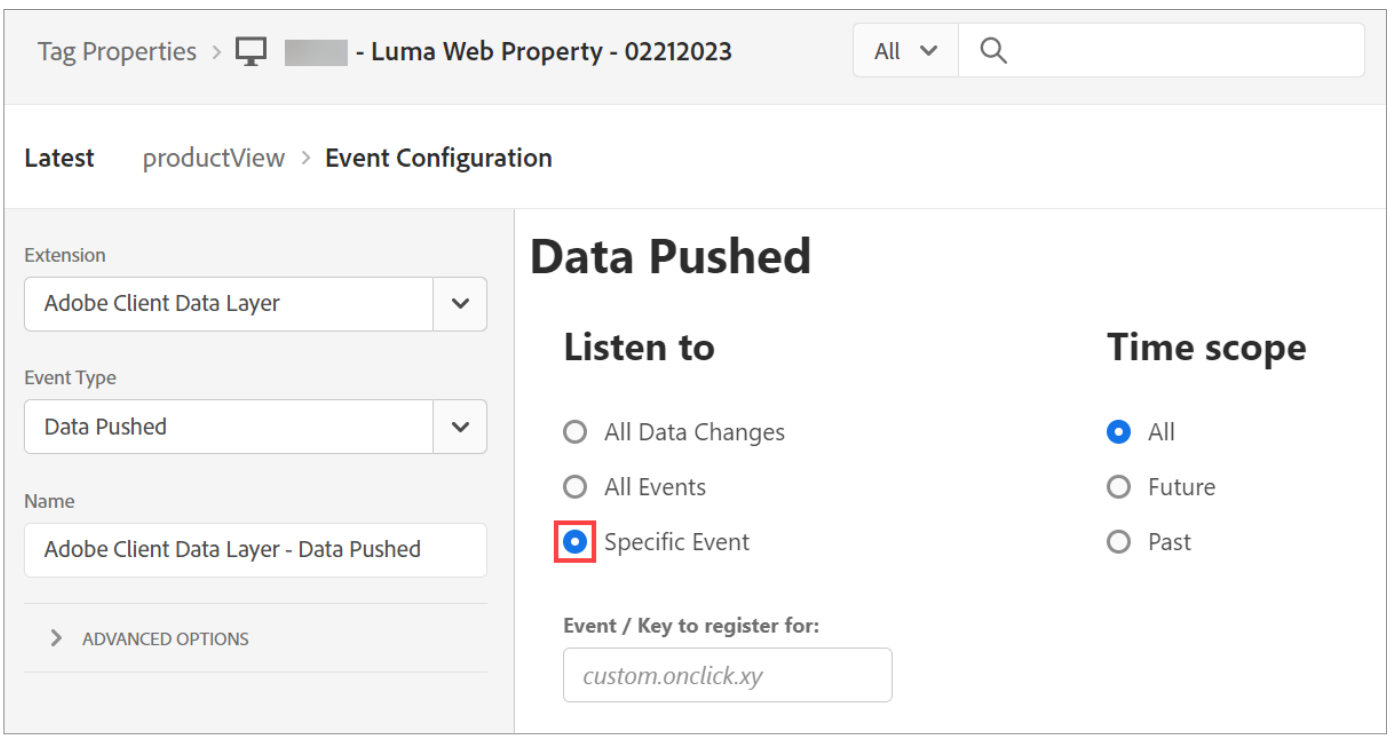 Tag Properties > - Luma Web Property - 02212023
All
Latest productView > Event Configuration
Extension
Adobe Client Data Layer
Event Type
Data Pushed
Name
Adobe Client Data Layer - Data Pushed
> ADVANCED OPTIONS
Data Pushed
Listen to
All Data Changes
All Events
Specific Event
Event / Key to register for:
custom.onclick.xy
Time scope
All
Future
Past